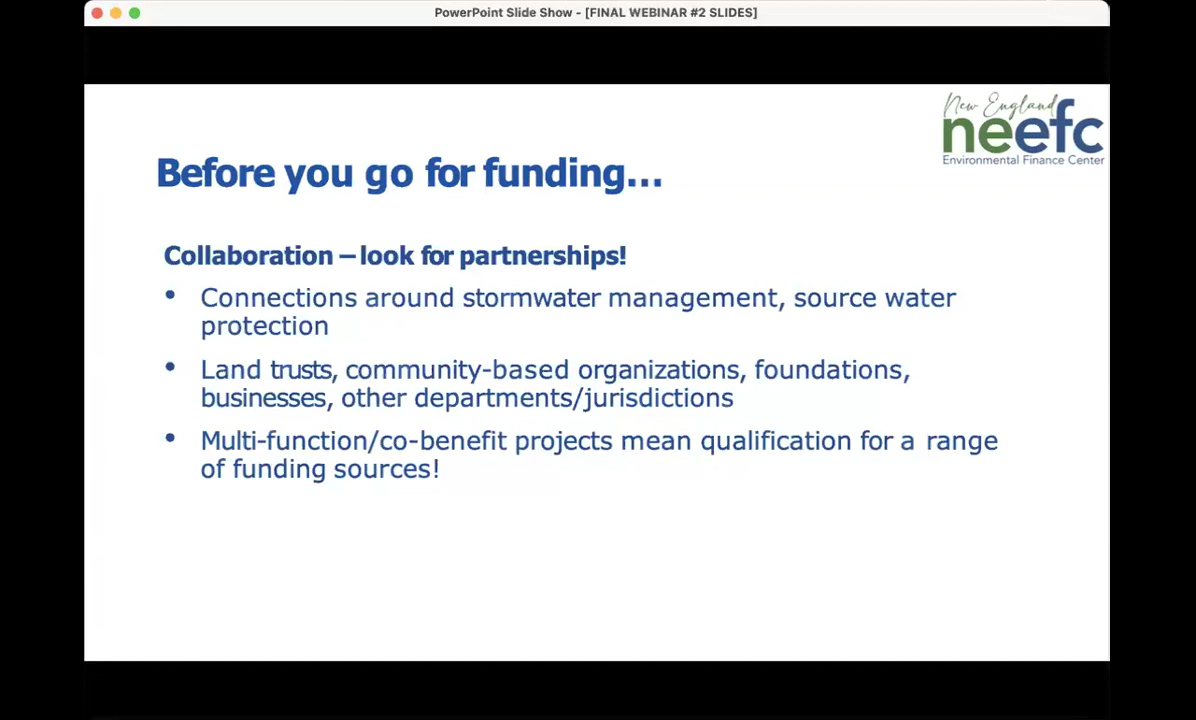 PowerPoint Slide Show - [FINAL WEBINAR #2 SLIDES]
New England
neefc
Environmental Finance Center
Before you go for funding...
Collaboration – look for partnerships!
• Connections around stormwater management, source water
protection
• Land trusts, community-based organizations, foundations,
businesses, other departments/jurisdictions
• Multi-function/co-benefit projects mean qualification for a range
of funding sources!